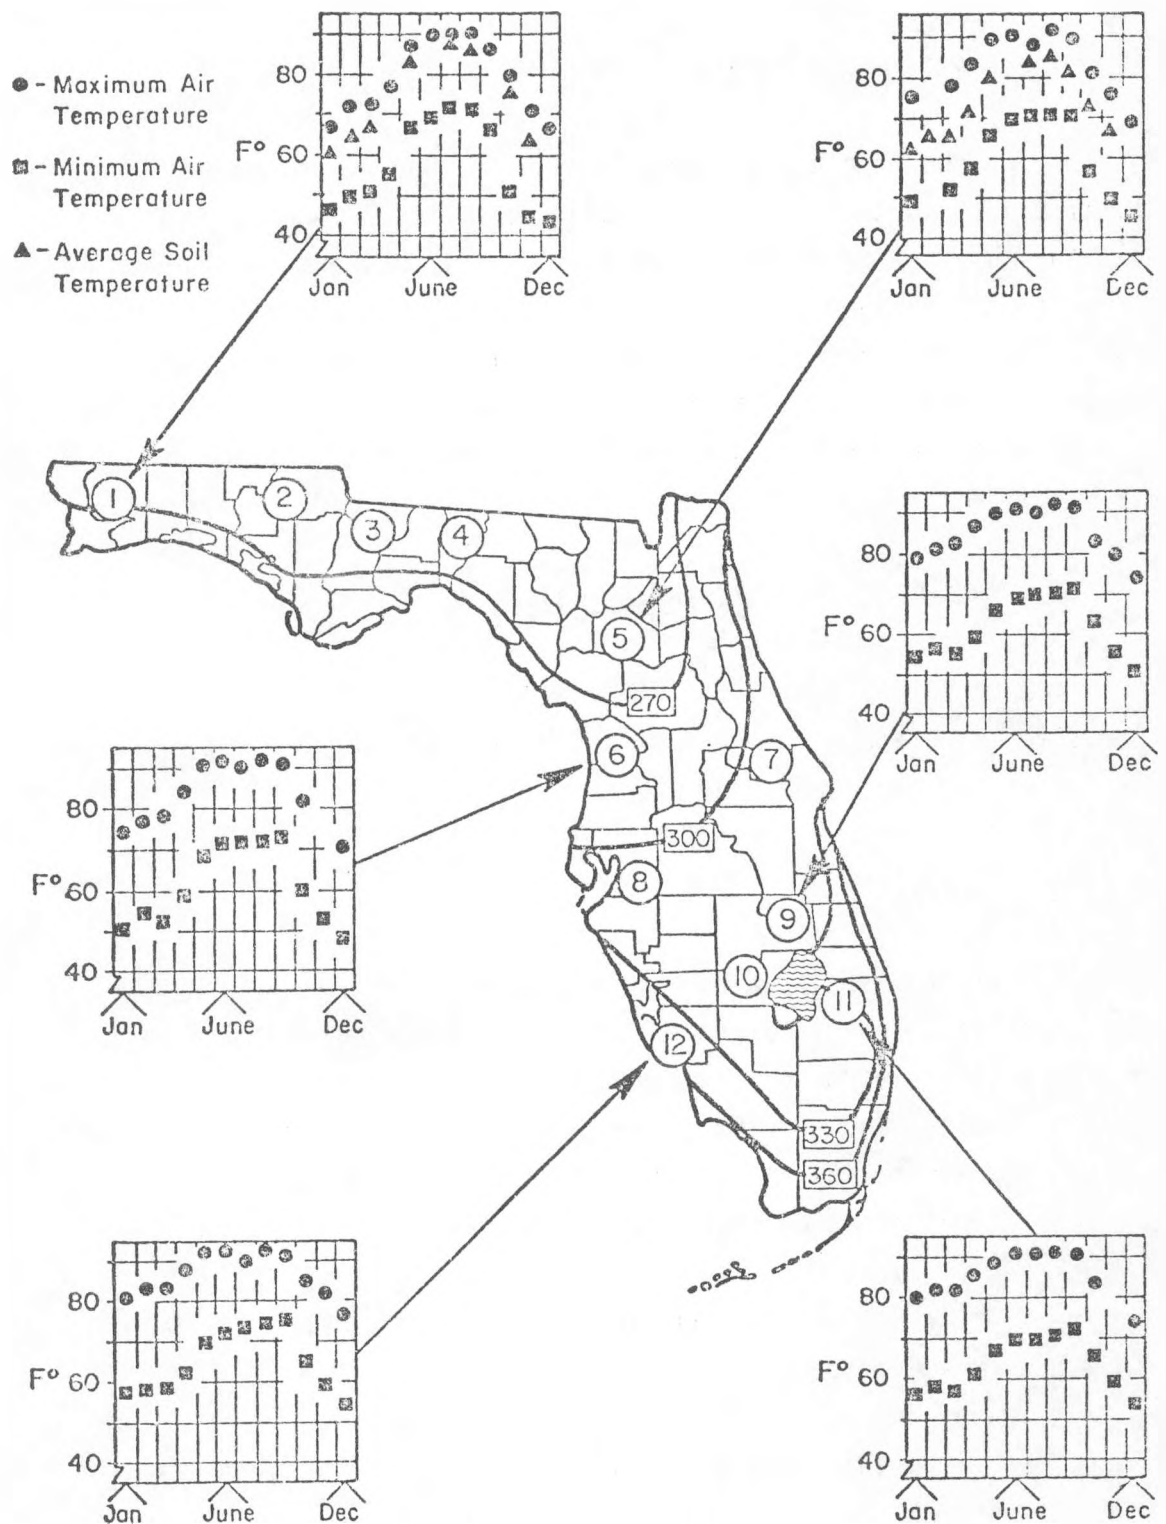 ● - Maximum Air
Temperature
■ - Minimum Air
Temperature
▲ - Average Soil
Temperature
80
F° 60
40
Jan June Dec
80
F° 60
40
Jan June Dec
1
2
3
4
5
270
80
F° 60
40
Jan June Dec
6
7
300
80
F° 60
40
Jan June Dec
8
9
10
11
12
330
360
80
F° 60
40
Jan June Dec
80
F° 60
40
Jan June Dec